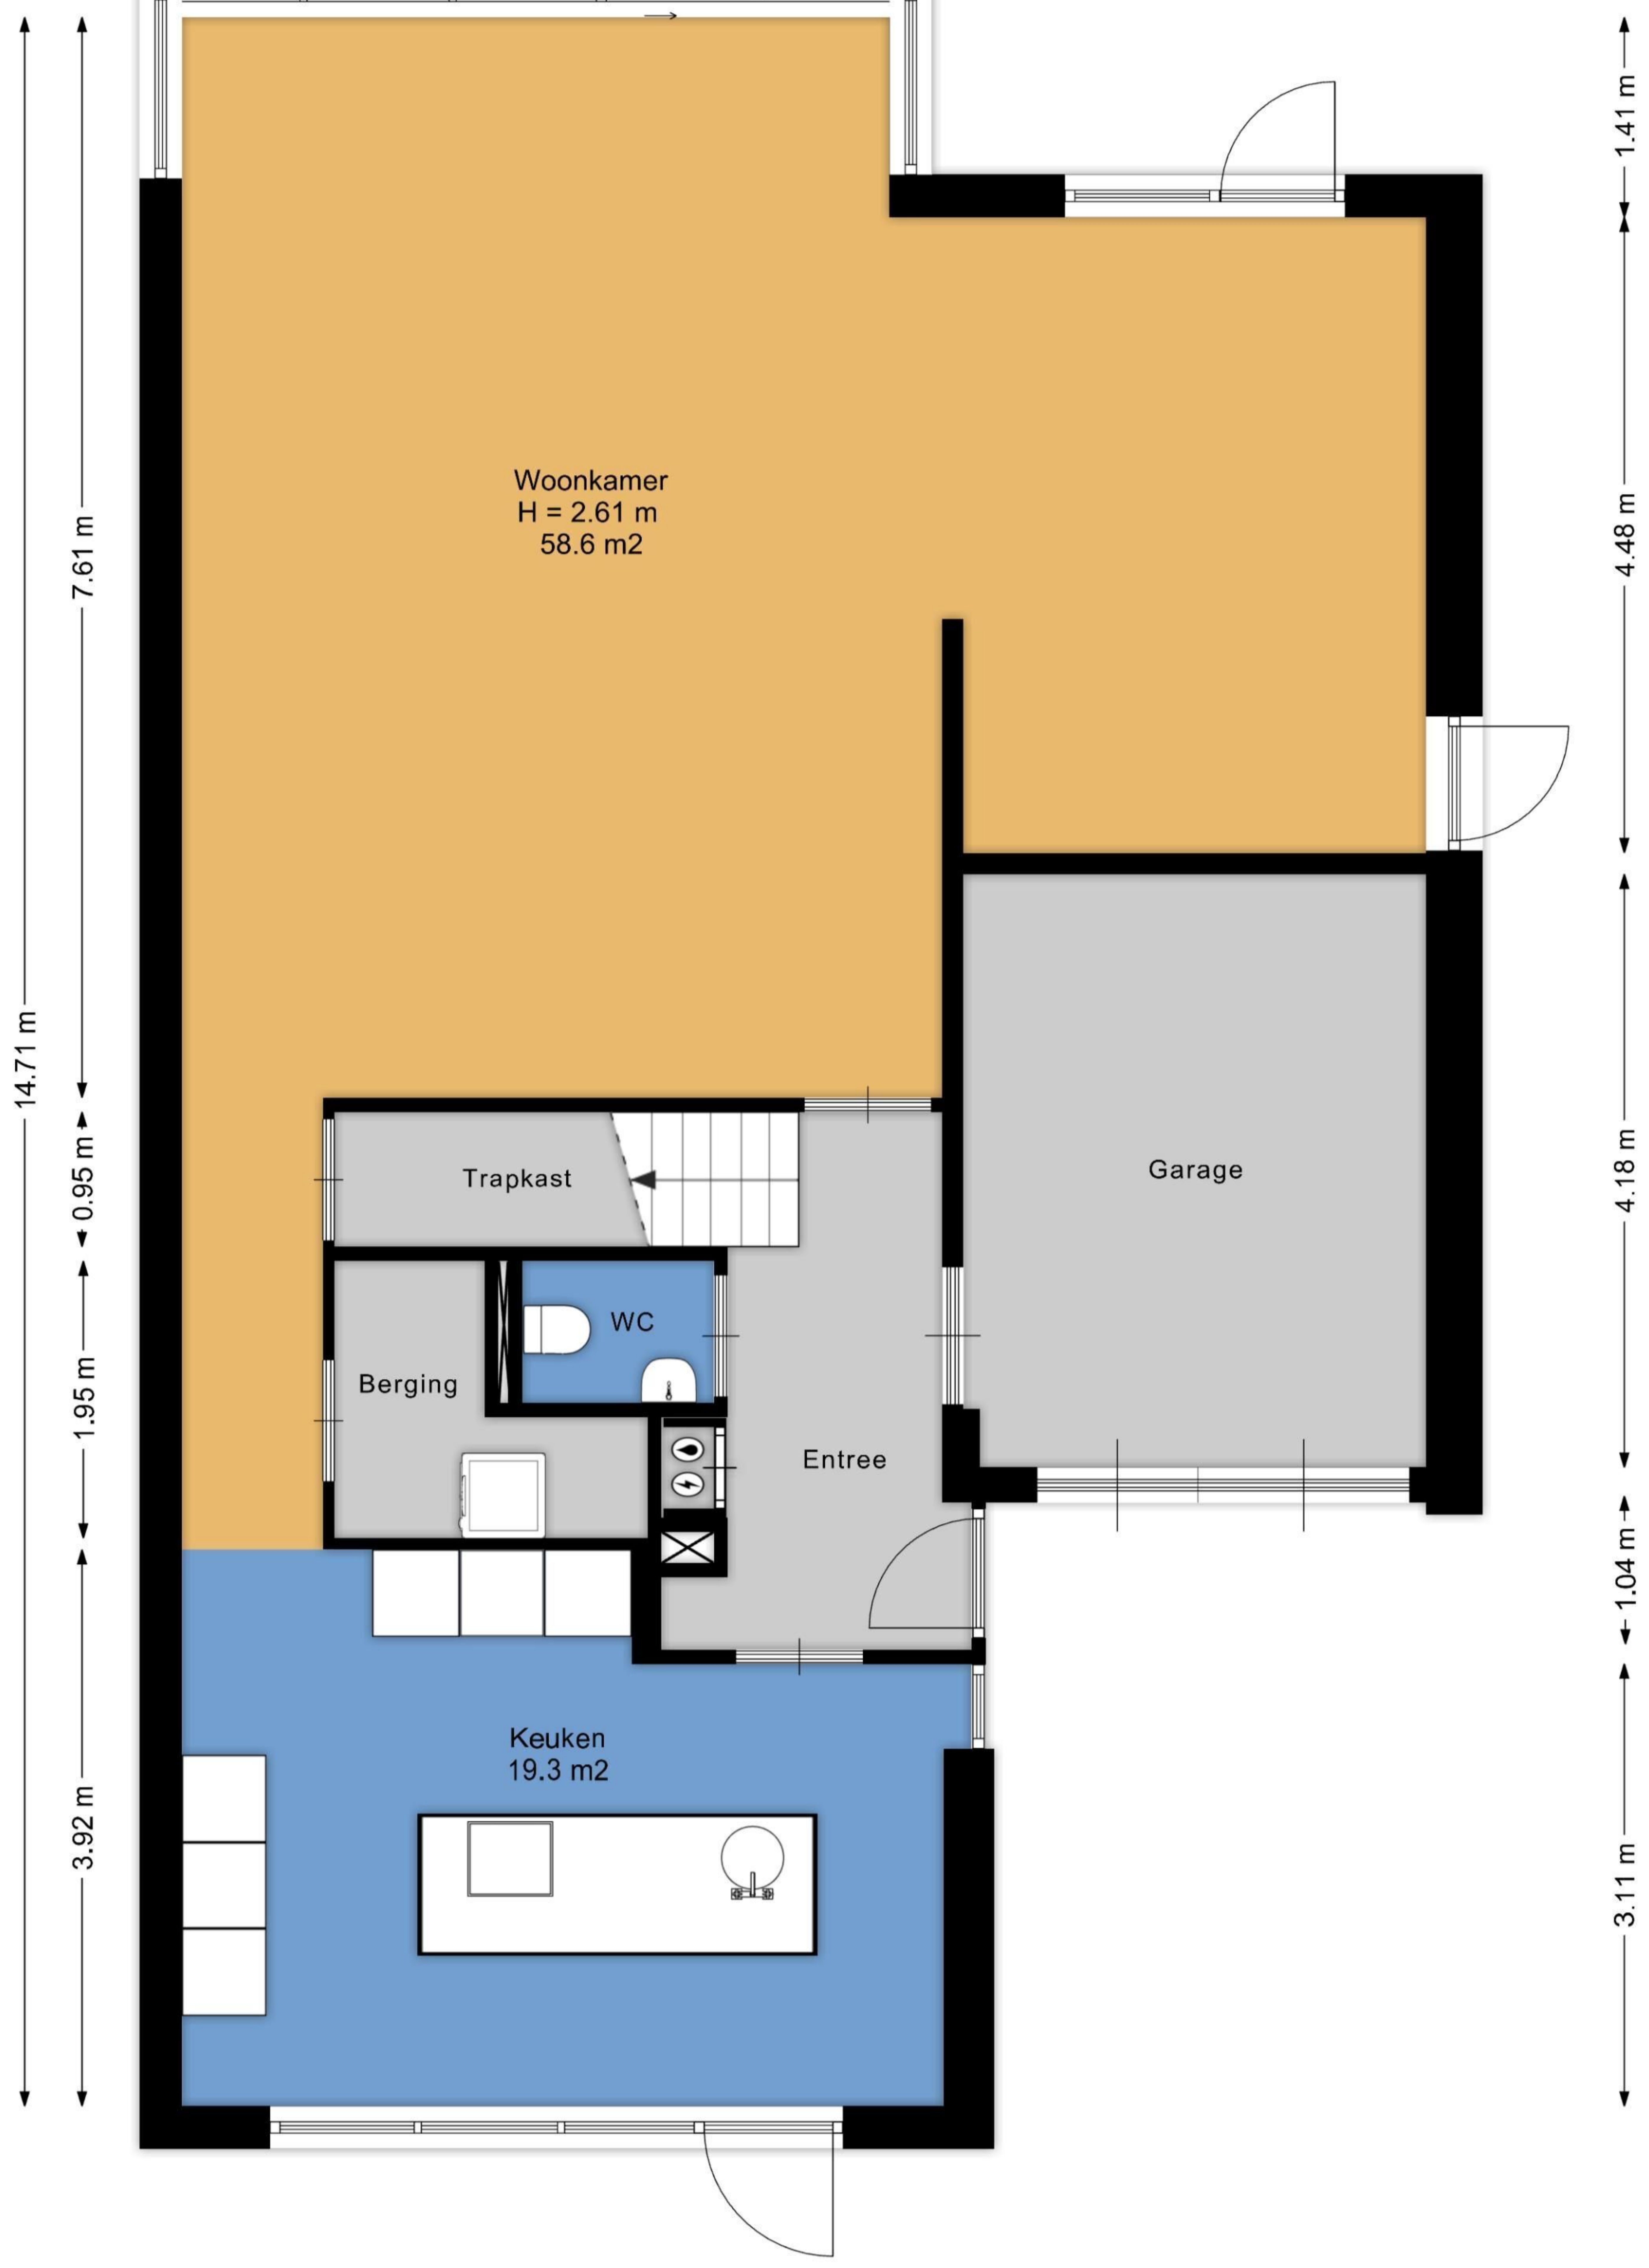 1.41 m
Woonkamer
H = 2.61 m
58.6 m2
7.61 m
4.48 m
14.71 m
0.95 m
Trapkast
Garage
4.18 m
WC
Berging
1.95 m
Entree
1.04 m
Keuken
19.3 m2
3.92 m
3.11 m